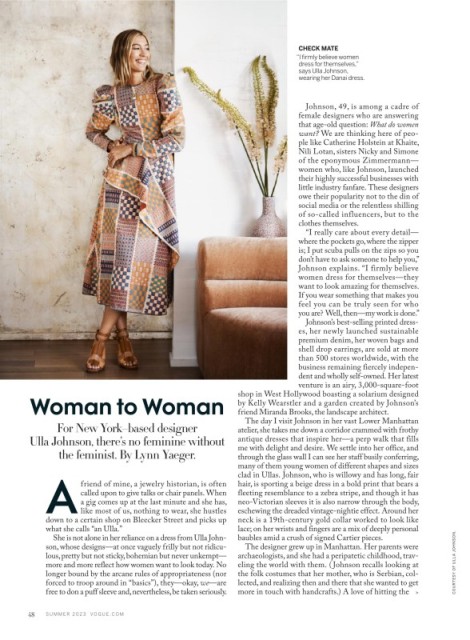 CHECK MATE
"I firmly believe women
dress for themselves,"
says Ulla Johnson,
wearing her Danai dress.
Johnson, 49, is among a cadre of
female designers who are answering
that age-old question: What do women
want? We are thinking here of peo-
ple like Catherine Holstein at Khaite,
Nili Lotan, sisters Nicky and Simone
of the eponymous Zimmermann—
women who, like Johnson, launched
their highly successful businesses with
little industry fanfare. These designers
owe their popularity not to the din of
social media or the relentless shilling
of so-called influencers, but to the
clothes themselves.
"I really care about every detail—
where the pockets go, where the zipper
is; I put scuba pulls on the zips so you
don't have to ask someone to help you,"
Johnson explains. "I firmly believe
women dress for themselves—they
want to look amazing for themselves.
If you wear something that makes you
feel you can be truly seen for who
you are? Well, then—my work is done."
Johnson's best-selling printed dress-
es, her newly launched sustainable
premium denim, her woven bags and
shell drop earrings, are sold at more
than 500 stores worldwide, with the
business remaining fiercely indepen-
dent and wholly self-owned. Her latest
venture is an airy, 3,000-square-foot
shop in West Hollywood boasting a solarium designed
by Kelly Wearstler and a garden created by Johnson's
friend Miranda Brooks, the landscape architect.
The day I visit Johnson in her vast Lower Manhattan
atelier, she takes me down a corridor crammed with frothy
antique dresses that inspire her—a perp walk that fills
me with delight and desire. We settle into her office, and
through the glass wall I can see her staff busily conferring,
many of them young women of different shapes and sizes
clad in Ullas. Johnson, who is willowy and has long, fair
hair, is sporting a beige dress in a bold print that bears a
fleeting resemblance to a zebra stripe, and though it has
neo-Victorian sleeves it is also narrow through the body,
eschewing the dreaded vintage-nightie effect. Around her
neck is a 19th-century gold collar worked to look like
lace; on her wrists and fingers are a mix of deeply personal
baubles amid a crush of signed Cartier pieces.
The designer grew up in Manhattan. Her parents were
archaeologists, and she had a peripatetic childhood, trav-
eling the world with them. (Johnson recalls looking at
the folk costumes that her mother, who is Serbian, col-
lected, and realizing then and there that she wanted to get
more in touch with handcrafts.) A love of hitting the >
Woman to Woman
For New York–based designer
Ulla Johnson, there's no feminine without
the feminist. By Lynn Yaeger.
A friend of mine, a jewelry historian, is often
called upon to give talks or chair panels. When
a gig comes up at the last minute and she has,
like most of us, nothing to wear, she hustles
down to a certain shop on Bleecker Street and picks up
what she calls "an Ulla."
She is not alone in her reliance on a dress from Ulla John-
son, whose designs—at once vaguely frilly but not ridicu-
lous, pretty but not sticky, bohemian but never unkempt—
more and more reflect how women want to look today. No
longer bound by the arcane rules of appropriateness (nor
forced to troop around in "basics"), they—okay, we—are
free to don a puff sleeve and, nevertheless, be taken seriously.
48 SUMMER 2023 VOGUE.COM
COURTESY OF ULLA JOHNSON.